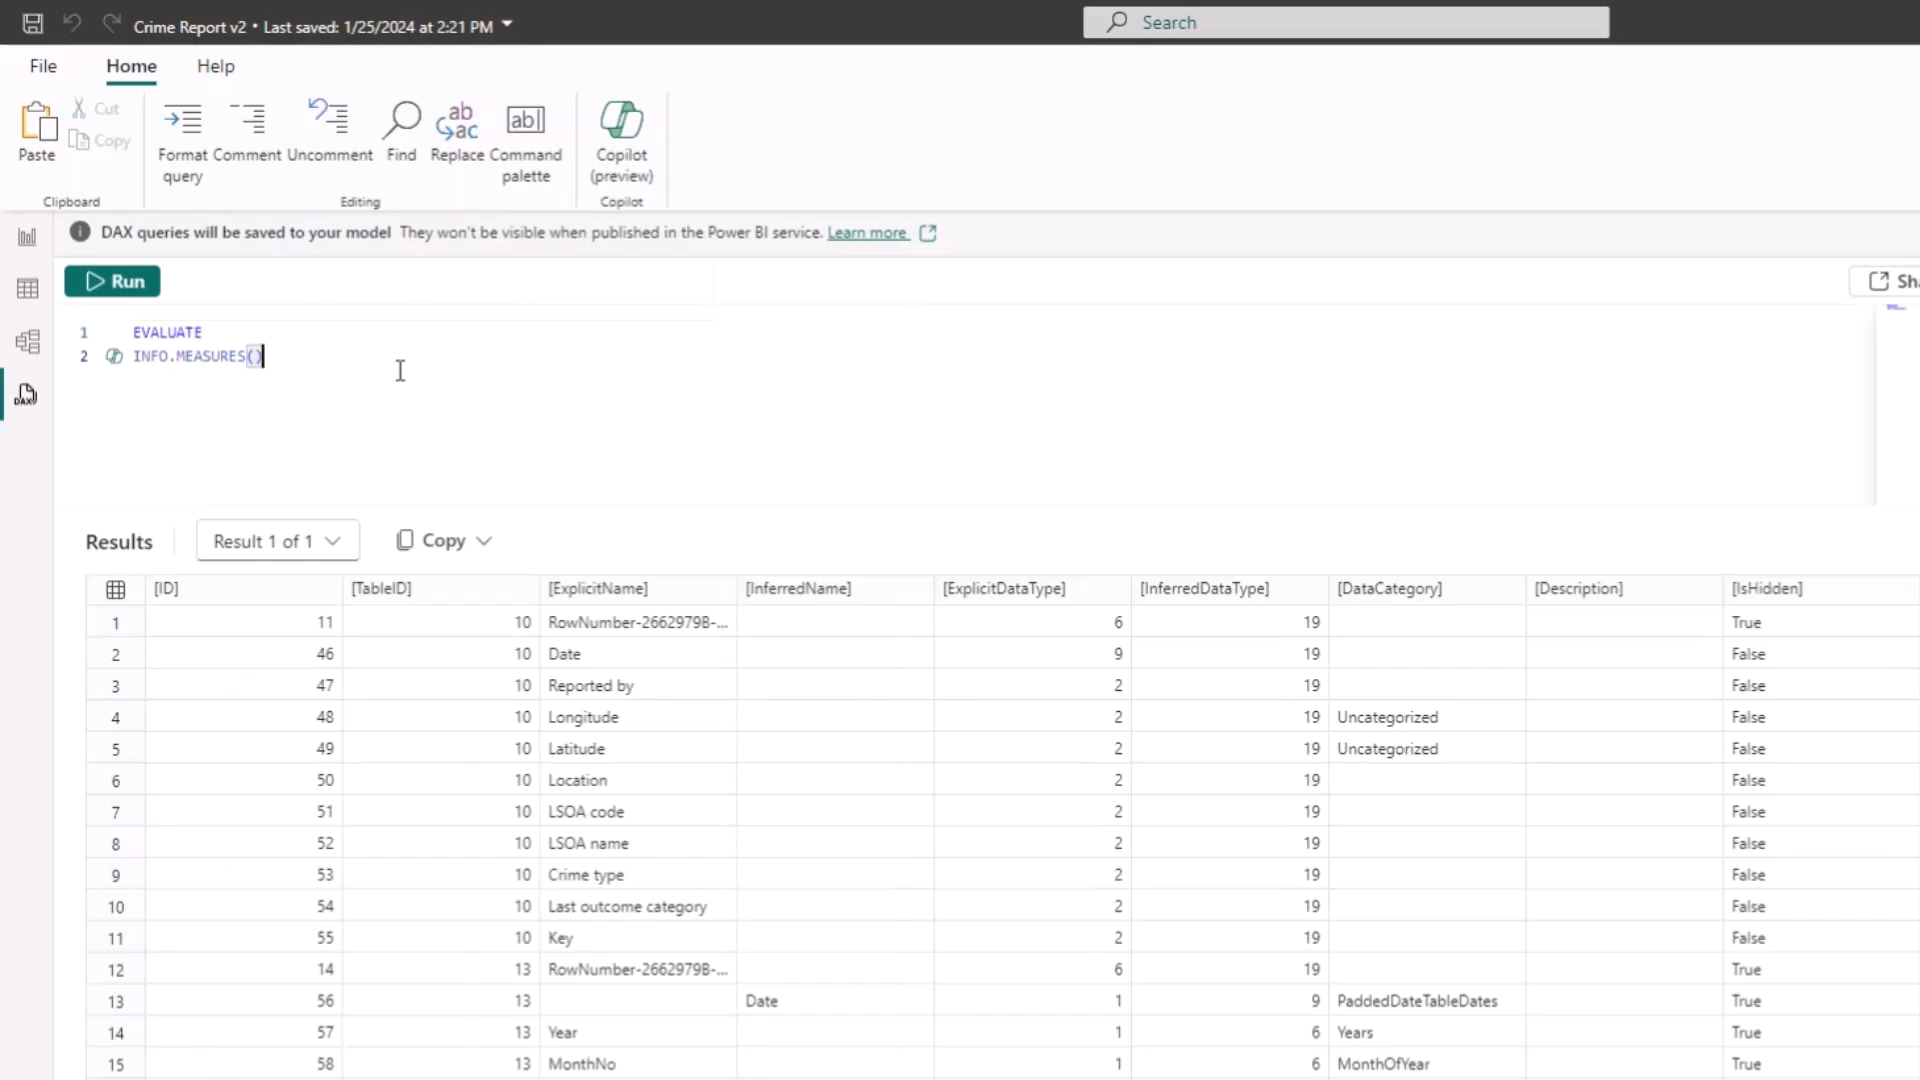 Crime Report v2 • Last saved: 1/25/2024 at 2:21 PM
Search
File Home Help
Paste
Cut
Copy
Clipboard
Format query
Comment
Uncomment
Find
Replace
Command palette
Editing
Copilot (preview)
Copilot
DAX queries will be saved to your model They won't be visible when published in the Power BI service. Learn more
Run
1 EVALUATE
2 INFO.MEASURES()
DAX
Results Result 1 of 1 Copy
[ID] [TableID] [ExplicitName] [InferredName] [ExplicitDataType] [InferredDataType] [DataCategory] [Description] [IsHidden]
1 11 10 RowNumber-2662979B-... 6 19 True
2 46 10 Date 9 19 False
3 47 10 Reported by 2 19 False
4 48 10 Longitude 2 19 Uncategorized False
5 49 10 Latitude 2 19 Uncategorized False
6 50 10 Location 2 19 False
7 51 10 LSOA code 2 19 False
8 52 10 LSOA name 2 19 False
9 53 10 Crime type 2 19 False
10 54 10 Last outcome category 2 19 False
11 55 10 Key 2 19 False
12 14 13 RowNumber-2662979B-... 6 19 True
13 56 13 Date 1 9 PaddedDateTableDates True
14 57 13 Year 1 6 Years True
15 58 13 MonthNo 1 6 MonthOfYear True